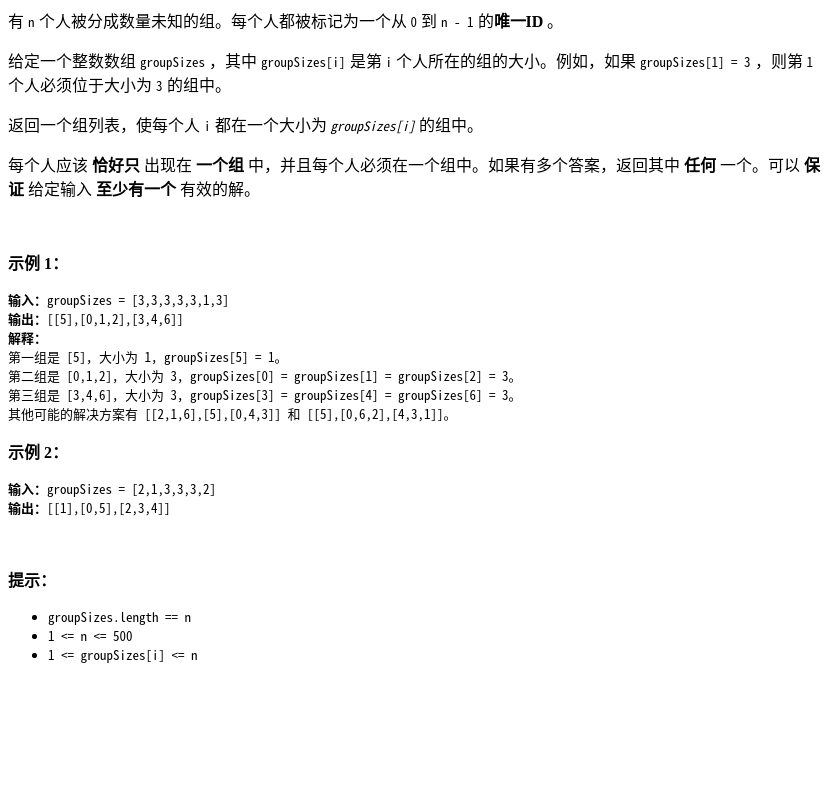 有 n 个人被分成数量未知的组。每个人都被标记为一个从 0 到 n - 1 的唯一ID 。
给定一个整数数组 groupSizes ，其中 groupSizes[i] 是第 i 个人所在的组的大小。例如，如果 groupSizes[1] = 3 ，则第 1
个人必须位于大小为 3 的组中。
返回一个组列表，使每个人 i 都在一个大小为 groupSizes[i] 的组中。
每个人应该 恰好只 出现在 一个组 中，并且每个人必须在一个组中。如果有多个答案，返回其中 任何 一个。可以 保
证 给定输入 至少有一个 有效的解。
示例 1：
输入：groupSizes = [3,3,3,3,3,1,3]
输出：[[5],[0,1,2],[3,4,6]]
解释：
第一组是 [5]，大小为 1，groupSizes[5] = 1。
第二组是 [0,1,2]，大小为 3，groupSizes[0] = groupSizes[1] = groupSizes[2] = 3。
第三组是 [3,4,6]，大小为 3，groupSizes[3] = groupSizes[4] = groupSizes[6] = 3。
其他可能的解决方案有 [[2,1,6],[5],[0,4,3]] 和 [[5],[0,6,2],[4,3,1]]。
示例 2：
输入：groupSizes = [2,1,3,3,3,2]
输出：[[1],[0,5],[2,3,4]]
提示：
• groupSizes.length == n
• 1 <= n <= 500
• 1 <= groupSizes[i] <= n